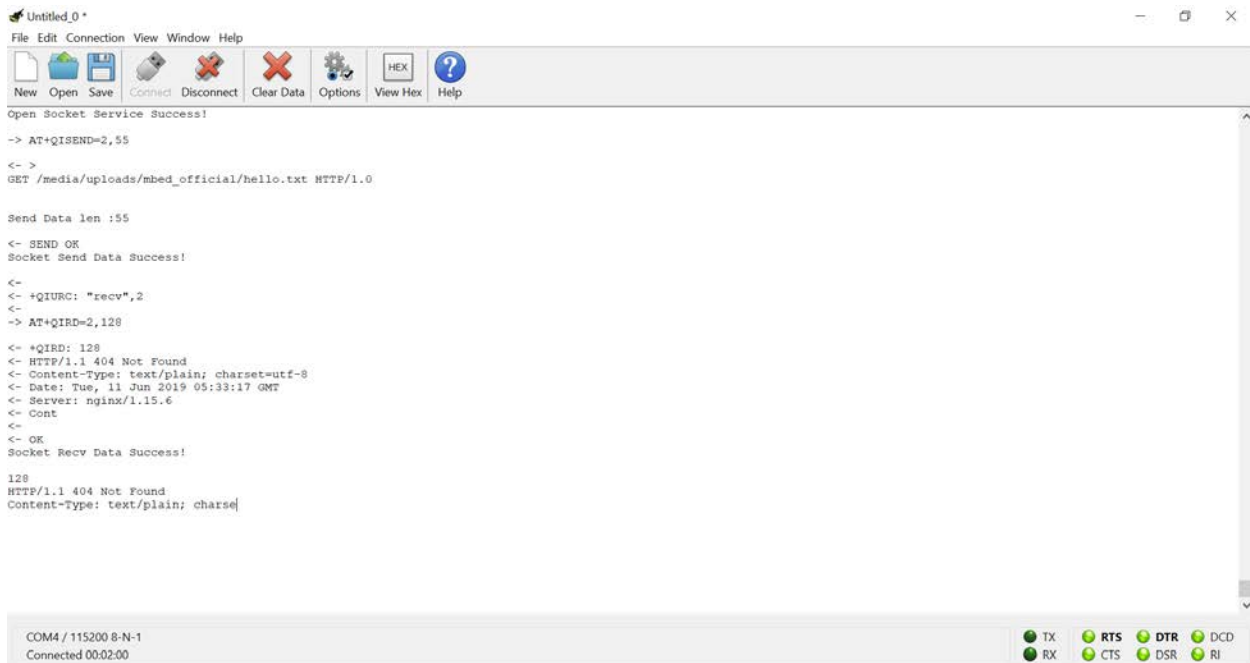 Untitled_0 *
File Edit Connection View Window Help
HEX
New Open Save Connect Disconnect Clear Data Options View Hex Help
Open Socket Service Success!
-> AT+QISEND=2,55
<- >
GET /media/uploads/mbed_official/hello.txt HTTP/1.0
Send Data len :55
<- SEND OK
Socket Send Data Success!
<-
<- +QIURC: "recv",2
<-
-> AT+QIRD=2,128
<- +QIRD: 128
<- HTTP/1.1 404 Not Found
<- Content-Type: text/plain; charset=utf-8
<- Date: Tue, 11 Jun 2019 05:33:17 GMT
<- Server: nginx/1.15.6
<- Cont
<-
<- OK
Socket Recv Data Success!
128
HTTP/1.1 404 Not Found
Content-Type: text/plain; charse
COM4 / 115200 8-N-1
Connected 00:02:00
TX RTS DTR DCD
RX CTS DSR RI